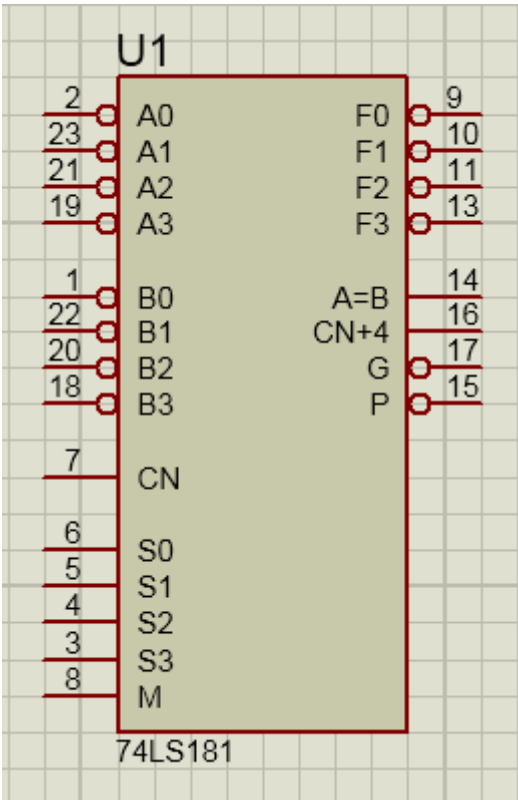 U1
2 A0 F0 9
23 A1 F1 10
21 A2 F2 11
19 A3 F3 13
1 B0 A=B 14
22 B1 CN+4 16
20 B2 G 17
18 B3 P 15
7 CN
6 S0
5 S1
4 S2
3 S3
8 M
74LS181